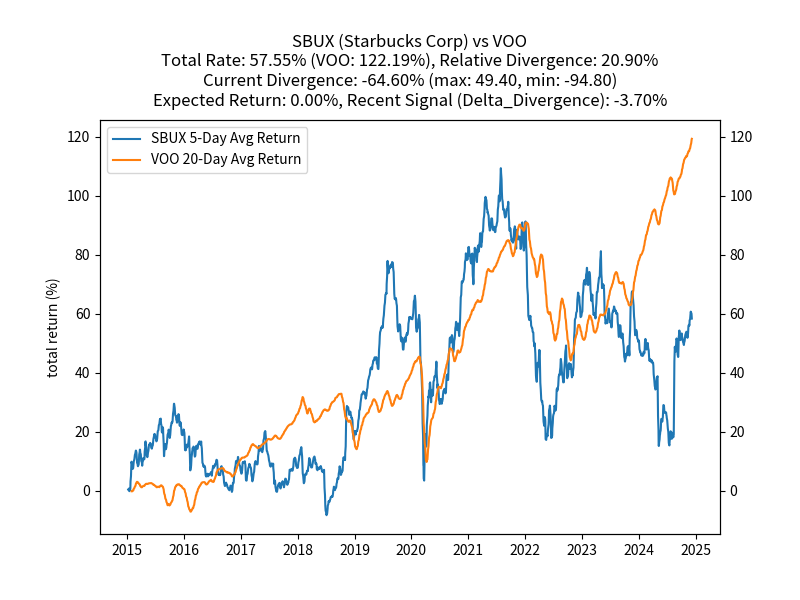 SBUX (Starbucks Corp) vs VOO
Total Rate: 57.55% (VOO: 122.19%), Relative Divergence: 20.90%
Current Divergence: -64.60% (max: 49.40, min: -94.80)
Expected Return: 0.00%, Recent Signal (Delta_Divergence): -3.70%
SBUX 5-Day Avg Return
VOO 20-Day Avg Return
total return (%)
120
100
80
60
40
20
0
120
100
80
60
40
20
0
2015 2016 2017 2018 2019 2020 2021 2022 2023 2024 2025